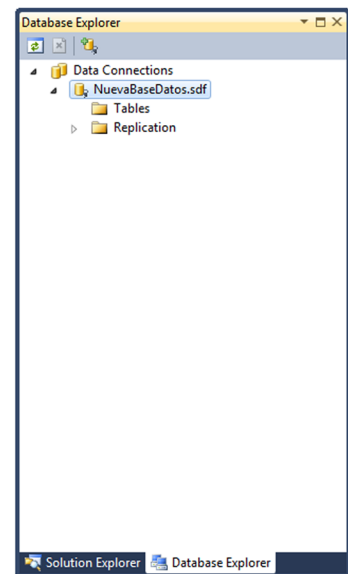 Database Explorer
Data Connections
NuevaBaseDatos.sdf
Tables
Replication
Solution Explorer Database Explorer